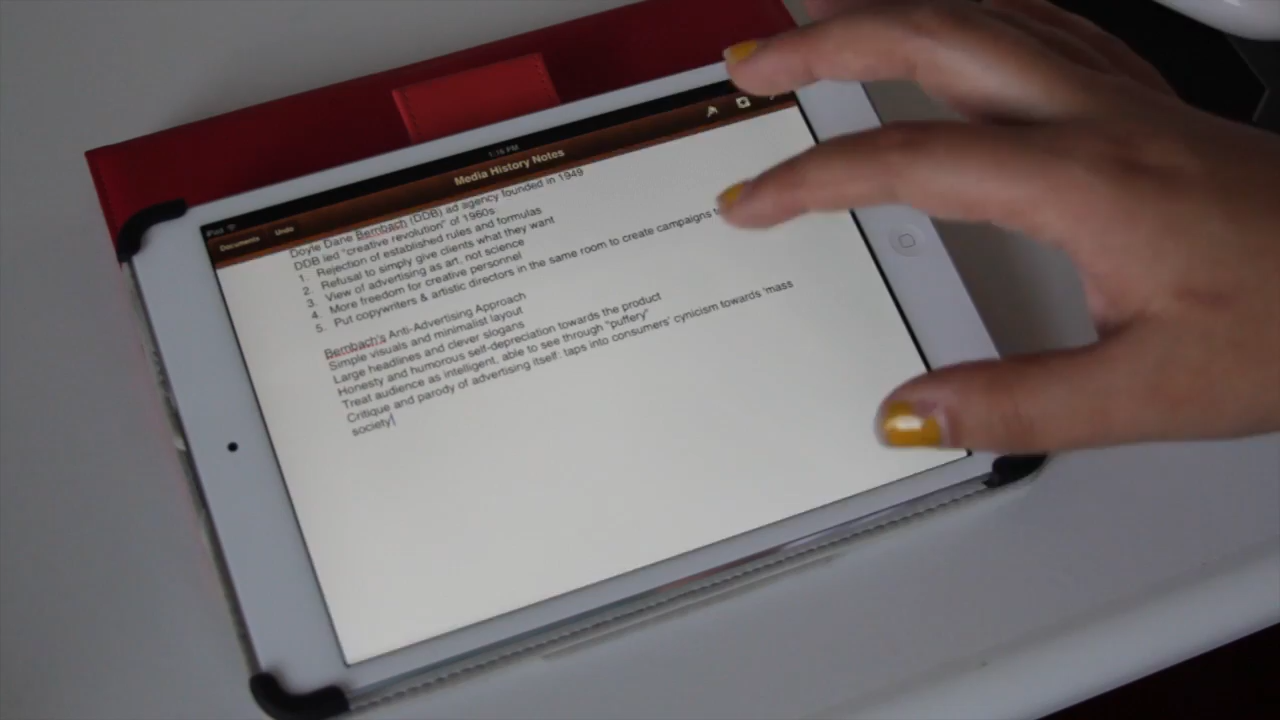 iPad
1:16 PM
Documents
Undo
Media History Notes
Doyle Dane Bernbach (DDB) ad agency founded in 1949
DDB led "creative revolution" of 1960s
1. Rejection of established rules and formulas
2. Refusal to simply give clients what they want
3. View of advertising as art, not science
4. More freedom for creative personnel
5. Put copywriters & artistic directors in the same room to create campaigns
Bernbach's Anti-Advertising Approach
Simple visuals and minimalist layout
Large headlines and clever slogans
Honesty and humorous self-depreciation towards the product
Treat audience as intelligent, able to see through "puffery"
Critique and parody of advertising itself: taps into consumers' cynicism towards 'mass
society